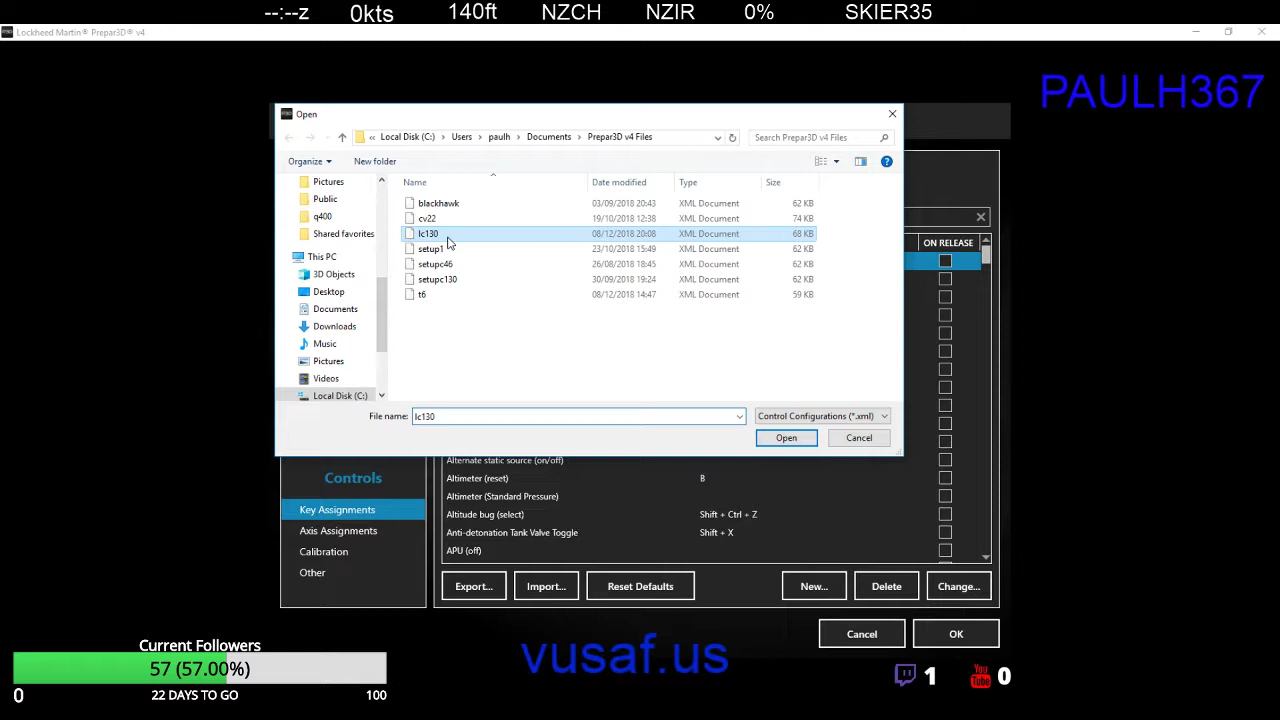 --:--z 0kts 140ft NZCH NZIR 0% SKIER35
Lockheed Martin® Prepar3D® v4
PAULH367
Open
« Local Disk (C:) > Users > paulh > Documents > Prepar3D v4 Files
Search Prepar3D v4 Files
Organize New folder
Name Date modified Type Size
Pictures
Public
q400
Shared favorites
This PC
3D Objects
Desktop
Documents
Downloads
Music
Pictures
Videos
Local Disk (C:)
blackhawk 03/09/2018 20:43 XML Document 62 KB
cv22 19/10/2018 12:38 XML Document 74 KB
lc130 08/12/2018 20:08 XML Document 68 KB
setup1 23/10/2018 15:49 XML Document 62 KB
setupc46 26/08/2018 18:45 XML Document 62 KB
setupc130 30/09/2018 19:24 XML Document 62 KB
t6 08/12/2018 14:47 XML Document 59 KB
File name: lc130 Control Configurations (*.xml)
Open Cancel
ON RELEASE
Controls
Key Assignments
Axis Assignments
Calibration
Other
Alternate static source (on/off)
Altimeter (reset) B
Altimeter (Standard Pressure)
Altitude bug (select) Shift + Ctrl + Z
Anti-detonation Tank Valve Toggle Shift + X
APU (off)
Export... Import... Reset Defaults New... Delete Change...
Cancel OK
Current Followers
57 (57.00%)
0 22 DAYS TO GO 100
vusaf.us
1 You Tube 0